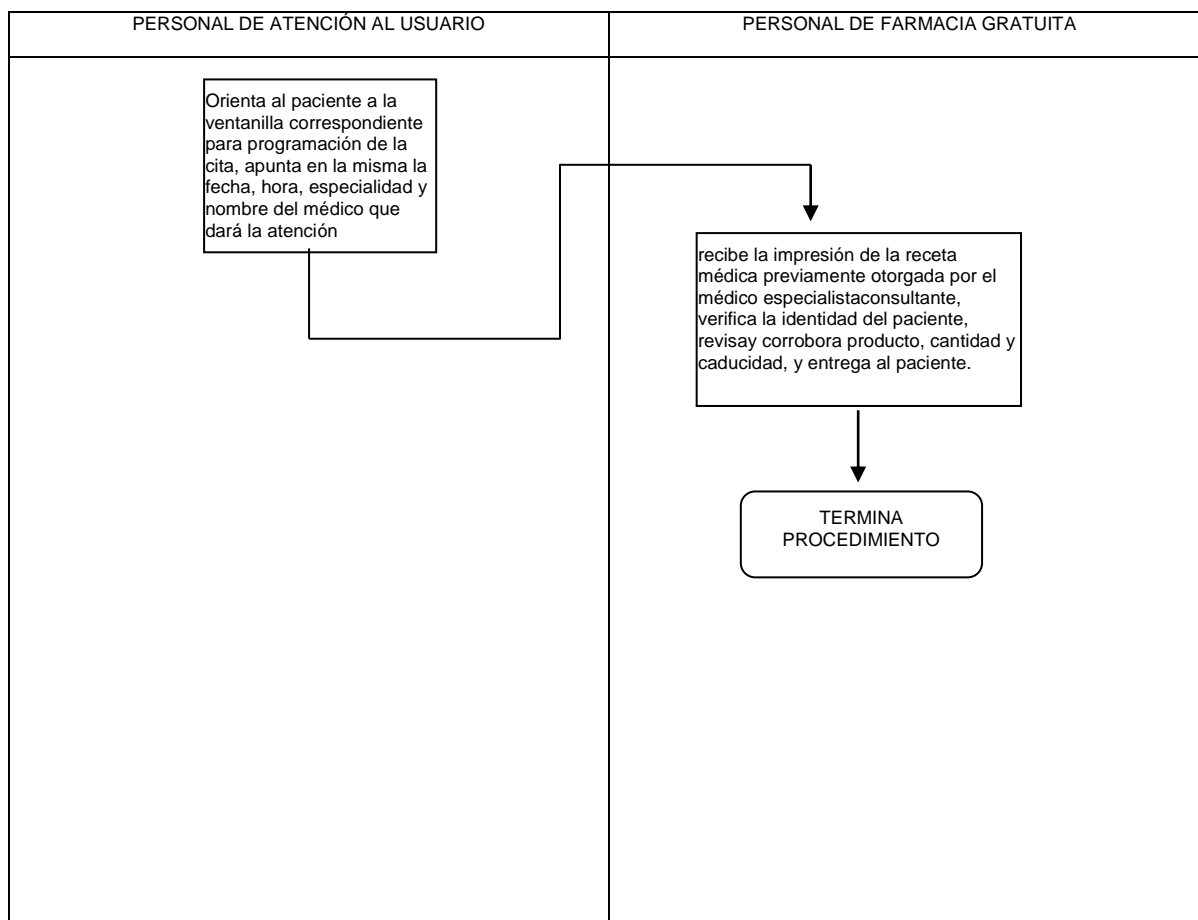 PERSONAL DE ATENCIÓN AL USUARIO
PERSONAL DE FARMACIA GRATUITA
Orienta al paciente a la
ventanilla correspondiente
para programación de la
cita, apunta en la misma la
fecha, hora, especialidad y
nombre del médico que
dará la atención
recibe la impresión de la receta
médica previamente otorgada por el
médico especialistaconsultante,
verifica la identidad del paciente,
revisay corrobora producto, cantidad y
caducidad, y entrega al paciente.
TERMINA
PROCEDIMIENTO